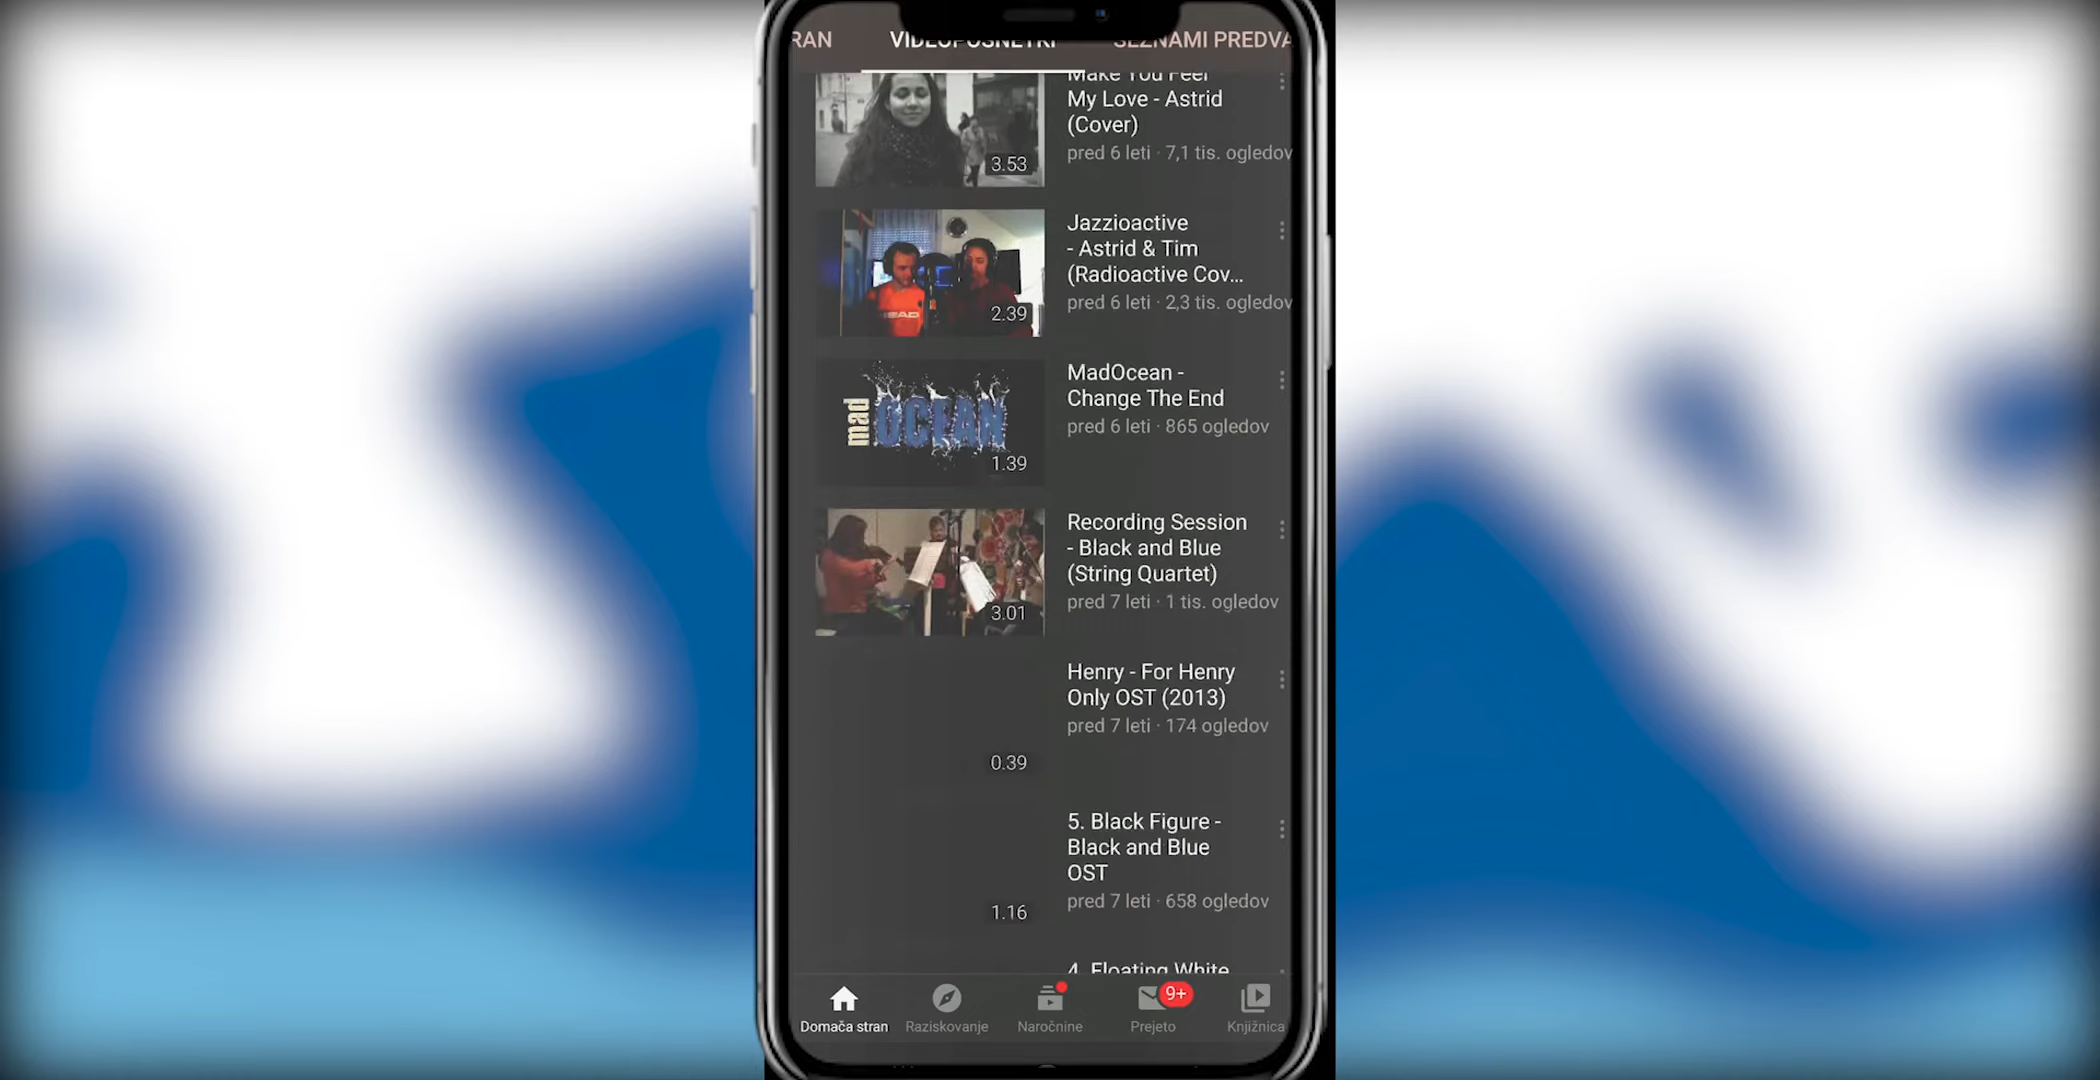 RAN VIDEOPOSNETKI SEZNAMI PREDVA
Make You Feel
My Love - Astrid
(Cover)
pred 6 leti · 7,1 tis. ogledov
3.53
Jazzioactive
- Astrid & Tim
(Radioactive Cov...
pred 6 leti · 2,3 tis. ogledov
HEAD
2.39
MadOcean -
Change The End
pred 6 leti · 865 ogledov
mad OCEAN
1.39
Recording Session
- Black and Blue
(String Quartet)
pred 7 leti · 1 tis. ogledov
3.01
Henry - For Henry
Only OST (2013)
pred 7 leti · 174 ogledov
0.39
5. Black Figure -
Black and Blue
OST
pred 7 leti · 658 ogledov
1.16
4. Floating White
9+
Domača stran Raziskovanje Naročnine Prejeto Knjižnica